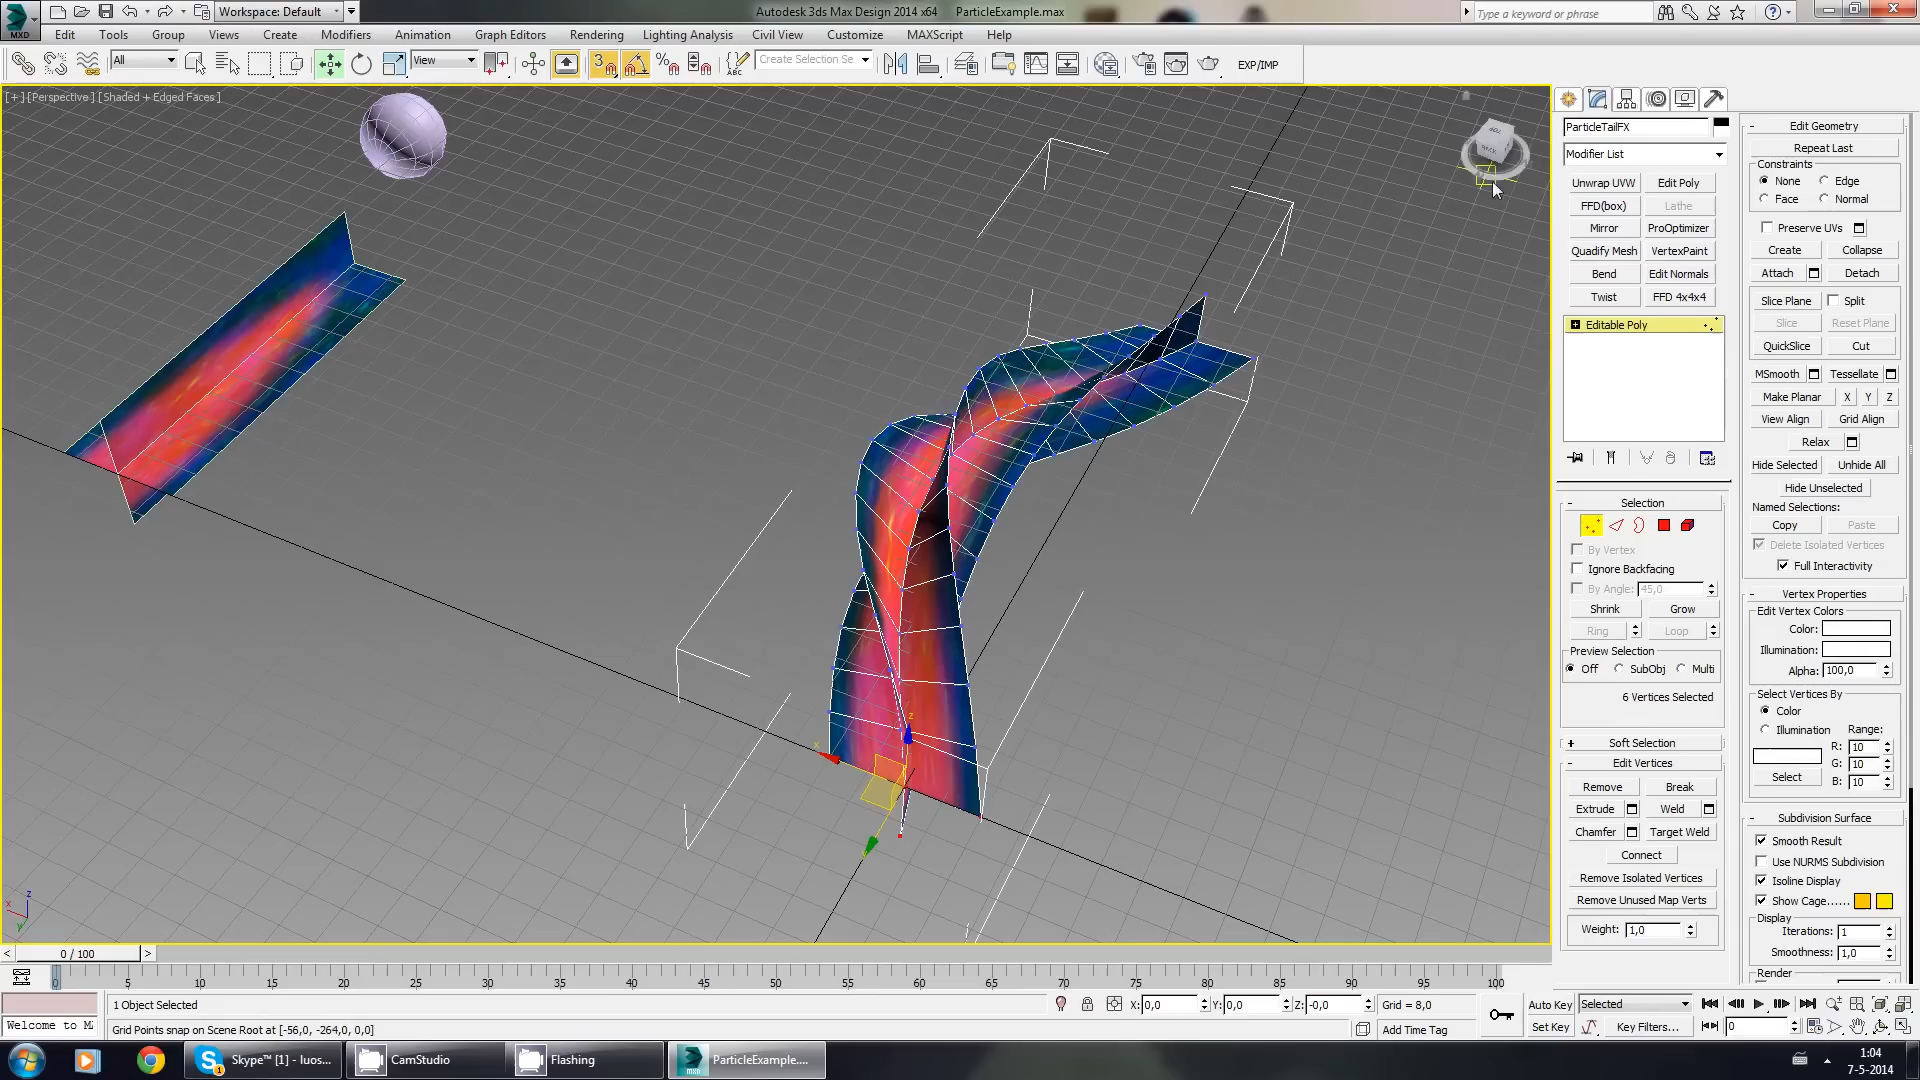 Workspace: Default
Autodesk 3ds Max Design 2014 x64 ParticleExample.max
Type a keyword or phrase
MXD
Edit Tools Group Views Create Modifiers Animation Graph Editors Rendering Lighting Analysis Civil View Customize MAXScript Help
All View Create Selection Se EXP/IMP
[+] [Perspective] [Shaded + Edged Faces]
TOP
BACK
ParticleTailFX
Modifier List
Unwrap UVW Edit Poly
FFD(box) Lathe
Mirror ProOptimizer
Quadify Mesh VertexPaint
Bend Edit Normals
Twist FFD 4x4x4
Editable Poly
Selection
By Vertex
Ignore Backfacing
By Angle: 45,0
Shrink Grow
Ring Loop
Preview Selection
Off SubObj Multi
6 Vertices Selected
Soft Selection
Edit Vertices
Remove Break
Extrude Weld
Chamfer Target Weld
Connect
Remove Isolated Vertices
Remove Unused Map Verts
Weight: 1,0
Edit Geometry
Repeat Last
Constraints
None Edge
Face Normal
Preserve UVs
Create Collapse
Attach Detach
Slice Plane Split
Slice Reset Plane
QuickSlice Cut
MSmooth Tessellate
Make Planar X Y Z
View Align Grid Align
Relax
Hide Selected Unhide All
Hide Unselected
Named Selections:
Copy Paste
Delete Isolated Vertices
Full Interactivity
Vertex Properties
Edit Vertex Colors
Color:
Illumination:
Alpha: 100,0
Select Vertices By
Color
Illumination Range:
R: 10
G: 10
Select B: 10
Subdivision Surface
Smooth Result
Use NURMS Subdivision
Isoline Display
Show Cage......
Display
Iterations: 1
Smoothness: 1,0
Render
z
x
z
x
y
< 0 / 100 >
0 5 10 15 20 25 30 35 40 45 50 55 60 65 70 75 80 85 90 95 100
1 Object Selected X: 0,0 Y: 0,0 Z: -0,0 Grid = 8,0 Auto Key Selected
Welcome to M Grid Points snap on Scene Root at [-56,0, -264,0, 0,0] Add Time Tag Set Key Key Filters... 0
Skype™ [1] - luos... CamStudio Flashing ParticleExample.... 1:04
7-5-2014